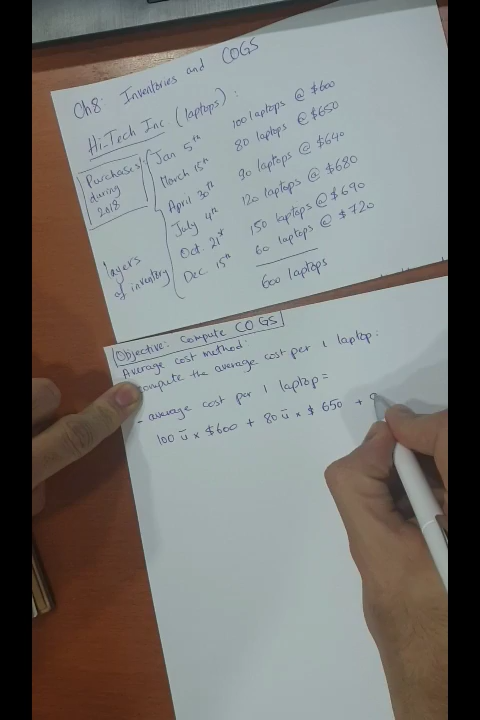 Ch8: Inventories and COGS
Hi-Tech Inc (laptops):
Purchases during 2018
Jan 5th 100 laptops @ $600
March 15th 80 laptops @ $650
April 30th 90 laptops @ $640
July 4th 120 laptops @ $680
Oct. 21st 150 laptops @ $690
Dec. 15th 60 laptops @ $720
600 laptops
layers of inventory
Objective: Compute COGS
Average cost method:
compute the average cost per 1 laptop:
- average cost per 1 laptop =
100 u x $600 + 80 u x $650 +